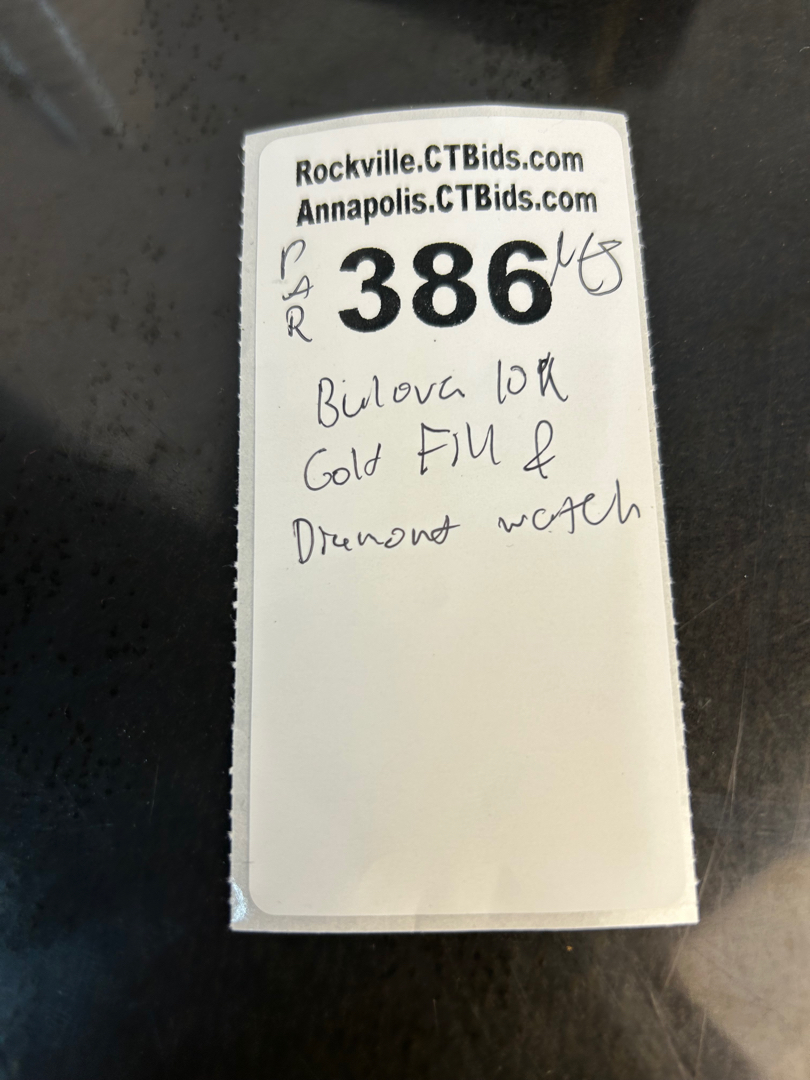 Rockville.CTBids.com
Annapolis.CTBids.com
386
Bulova 10K
Gold Fill &
Diamond watch